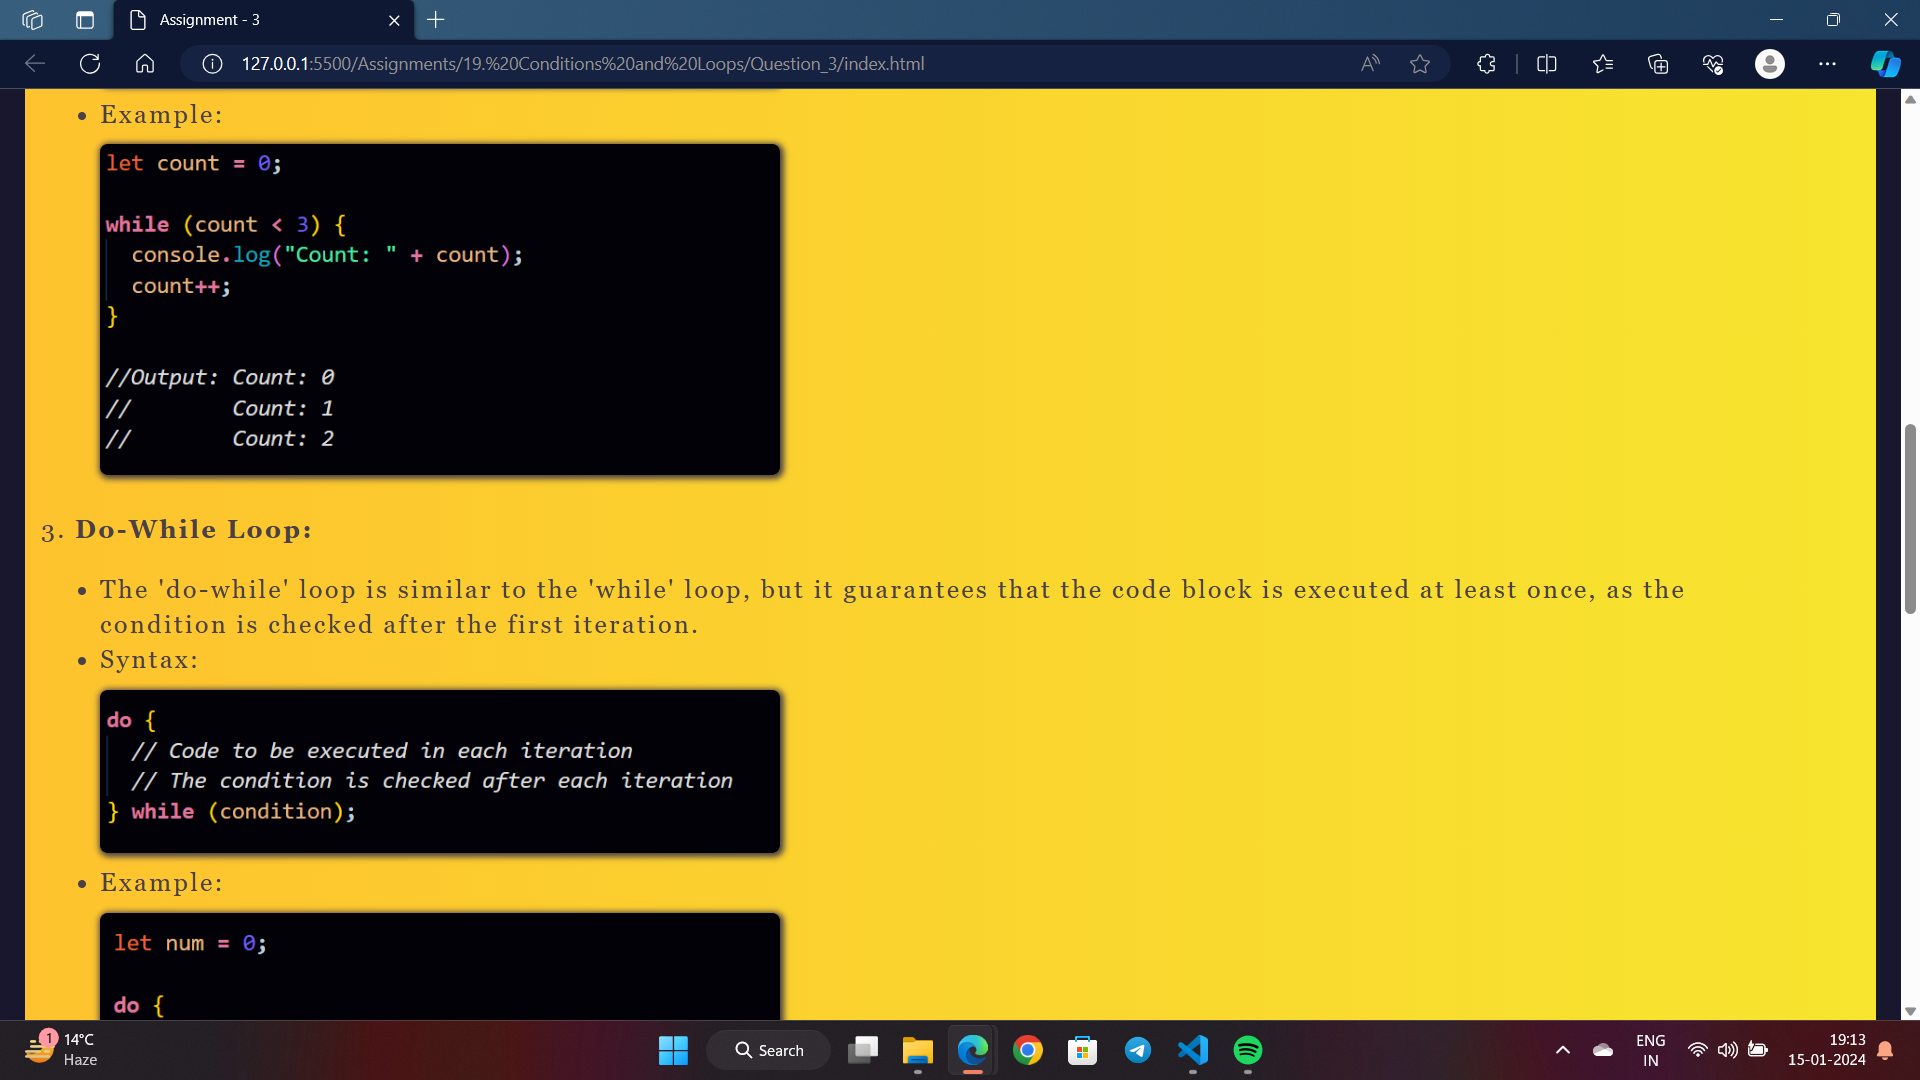 Assignment - 3
127.0.0.1:5500/Assignments/19.%20Conditions%20and%20Loops/Question_3/index.html
• Example:
let count = 0;
while (count < 3) {
console.log("Count: " + count);
count++;
}
//Output: Count: 0
// Count: 1
// Count: 2
3. Do-While Loop:
• The 'do-while' loop is similar to the 'while' loop, but it guarantees that the code block is executed at least once, as the
condition is checked after the first iteration.
• Syntax:
do {
// Code to be executed in each iteration
// The condition is checked after each iteration
} while (condition);
• Example:
let num = 0;
do {
1
14°C
Haze
Search
ENG
IN
19:13
15-01-2024